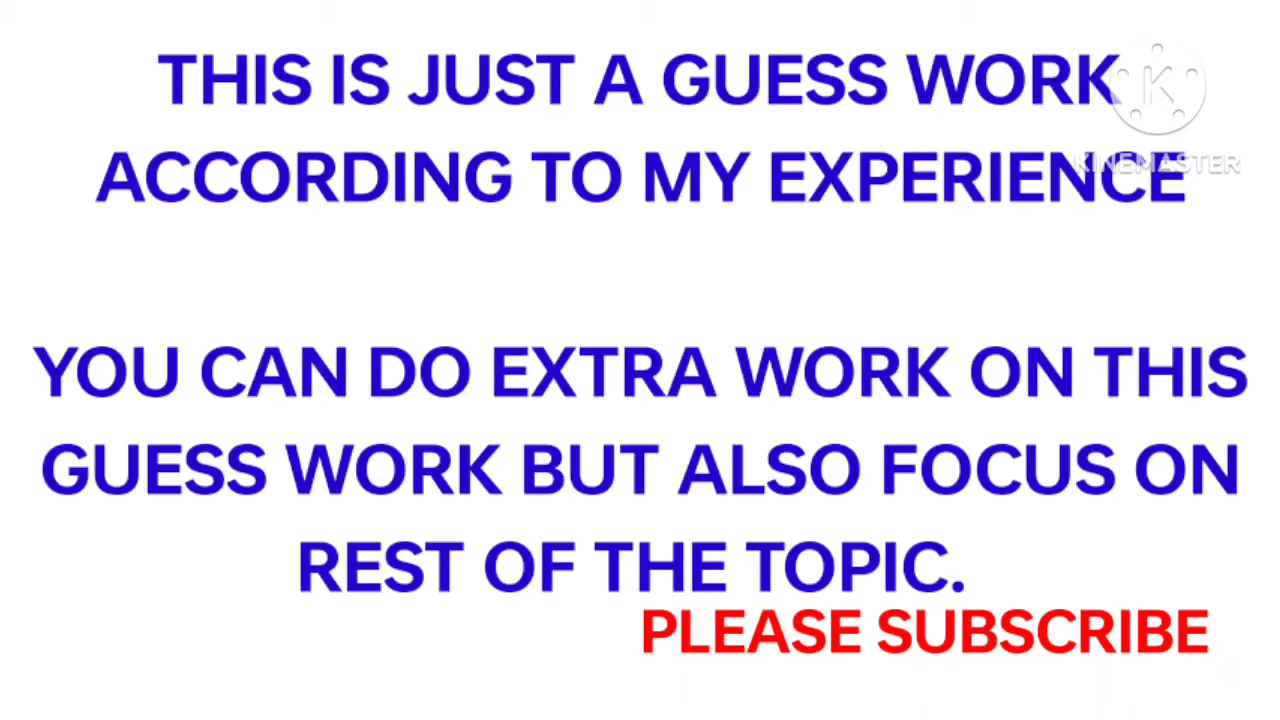 THIS IS JUST A GUESS WORK
ACCORDING TO MY EXPERIENCE
K
KINEMASTER
YOU CAN DO EXTRA WORK ON THIS
GUESS WORK BUT ALSO FOCUS ON
REST OF THE TOPIC.
PLEASE SUBSCRIBE